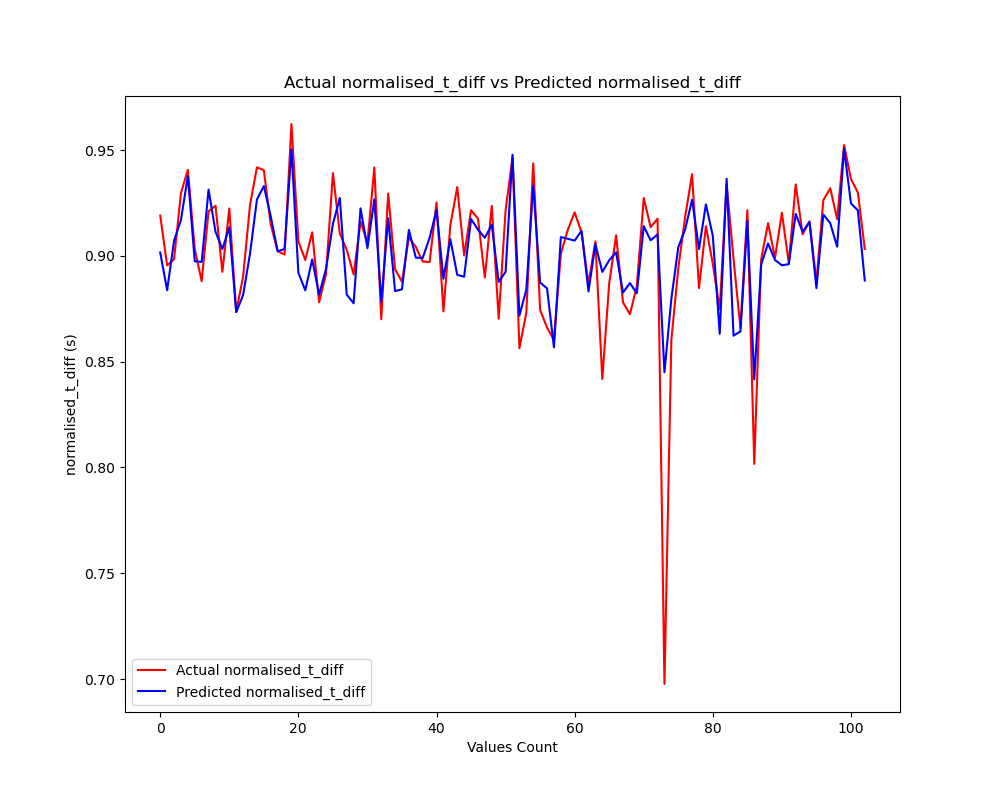 Actual normalised_t_diff vs Predicted normalised_t_diff
normalised_t_diff (s)
0.95
0.90
0.85
0.80
0.75
0.70
Actual normalised_t_diff
Predicted normalised_t_diff
0 20 40 60 80 100
Values Count